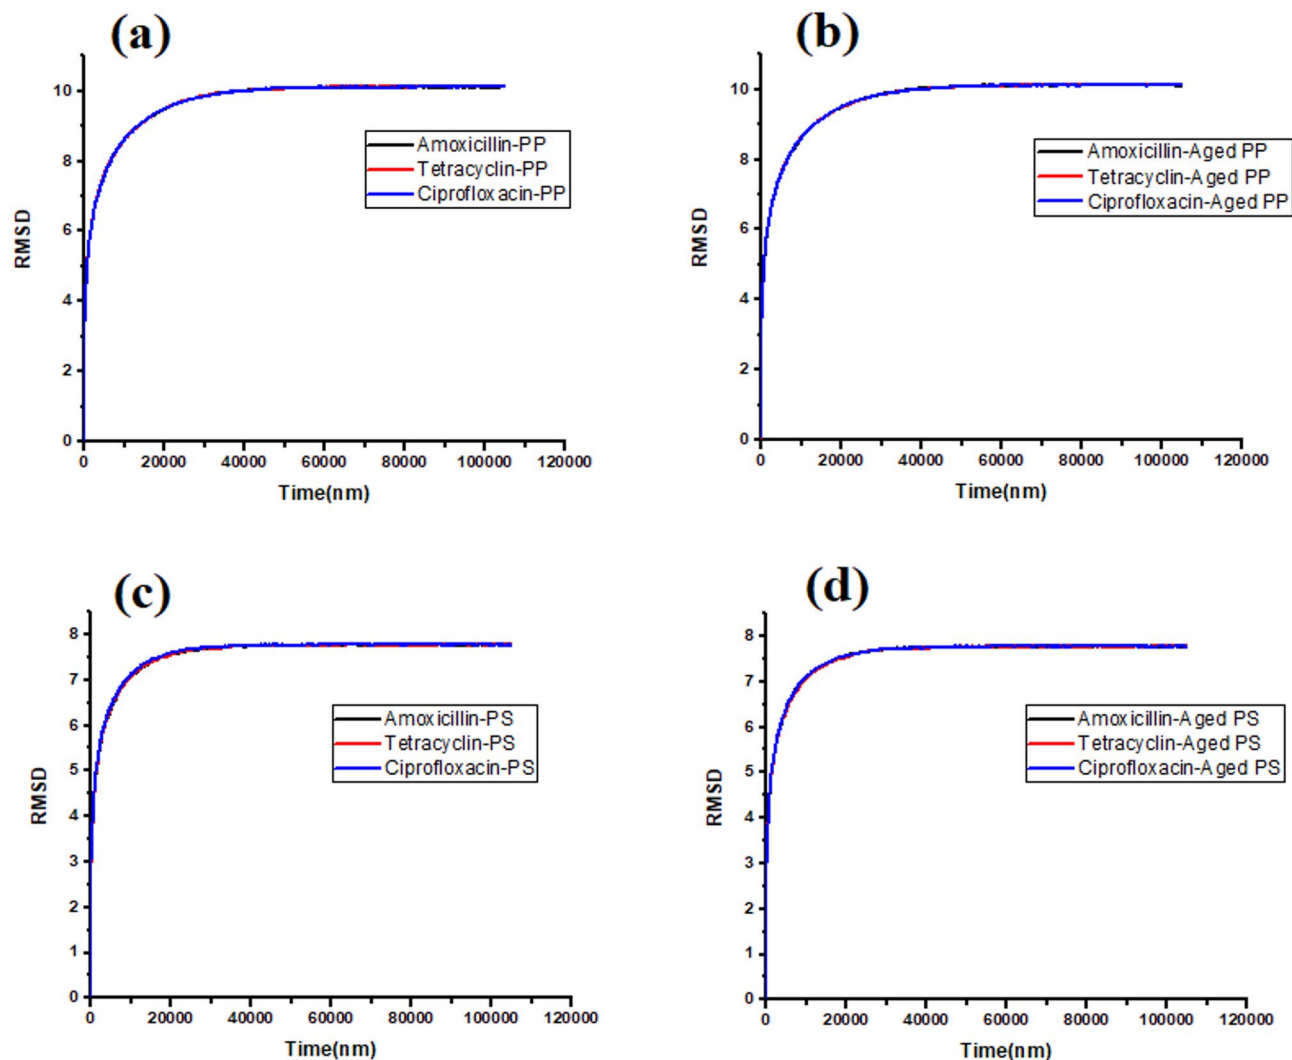 (a)
10
8
6
4
2
0
RMSD
Amoxicillin-PP
Tetracyclin-PP
Ciprofloxacin-PP
0 20000 40000 60000 80000 100000 120000
Time(nm)
(b)
10
8
6
4
2
0
RMSD
Amoxicillin-Aged PP
Tetracyclin-Aged PP
Ciprofloxacin-Aged PP
0 20000 40000 60000 80000 100000 120000
Time(nm)
(c)
8
7
6
5
4
3
2
1
0
RMSD
Amoxicillin-PS
Tetracyclin-PS
Ciprofloxacin-PS
0 20000 40000 60000 80000 100000 120000
Time(nm)
(d)
8
7
6
5
4
3
2
1
0
RMSD
Amoxicillin-Aged PS
Tetracyclin-Aged PS
Ciprofloxacin-Aged PS
0 20000 40000 60000 80000 100000 120000
Time(nm)